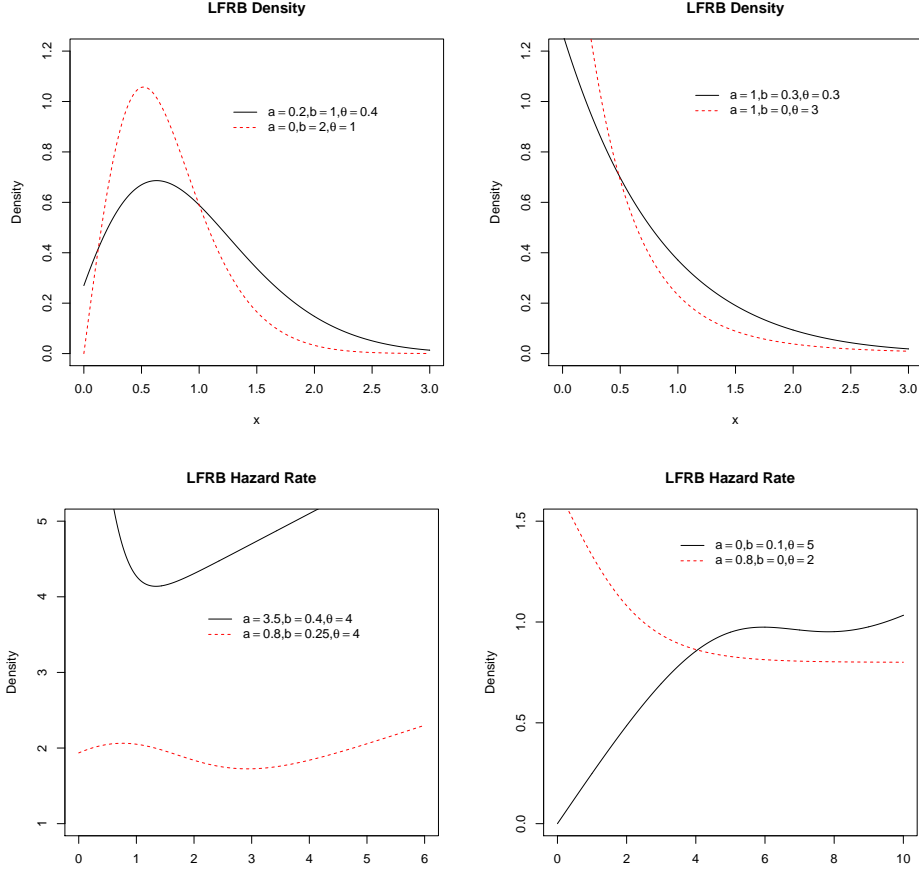 LFRB Density
Density
0.0 0.2 0.4 0.6 0.8 1.0 1.2
a = 0.2,b = 1,θ = 0.4
a = 0,b = 2,θ = 1
0.0 0.5 1.0 1.5 2.0 2.5 3.0
x
LFRB Density
Density
0.0 0.2 0.4 0.6 0.8 1.0 1.2
a = 1,b = 0.3,θ = 0.3
a = 1,b = 0,θ = 3
0.0 0.5 1.0 1.5 2.0 2.5 3.0
x
LFRB Hazard Rate
Density
1 2 3 4 5
a = 3.5,b = 0.4,θ = 4
a = 0.8,b = 0.25,θ = 4
0 1 2 3 4 5 6
LFRB Hazard Rate
Density
0.0 0.5 1.0 1.5
a = 0,b = 0.1,θ = 5
a = 0.8,b = 0,θ = 2
0 2 4 6 8 10